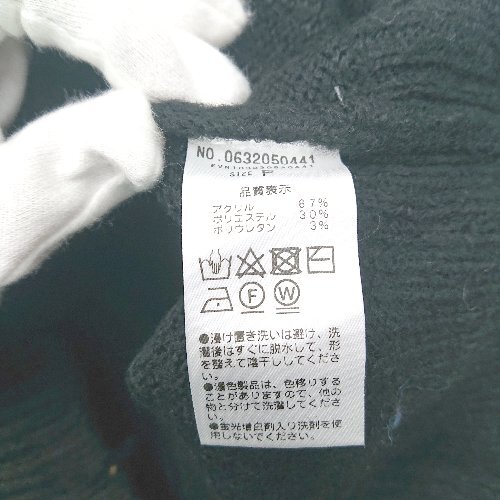 NO.0632050441
SIZE F
品質表示
アクリル 67%
ポリエステル 30%
ポリウレタン 3%
F W
●浸け置き洗いは避け、洗
濯後はすぐに脱水して、形
を整えて陰干ししてくださ
い。
●濃色製品は、色移りする
ことがありますので、他の
物と分けて洗濯してくださ
い。
●蛍光増白剤入り洗剤を使
用しないでください。